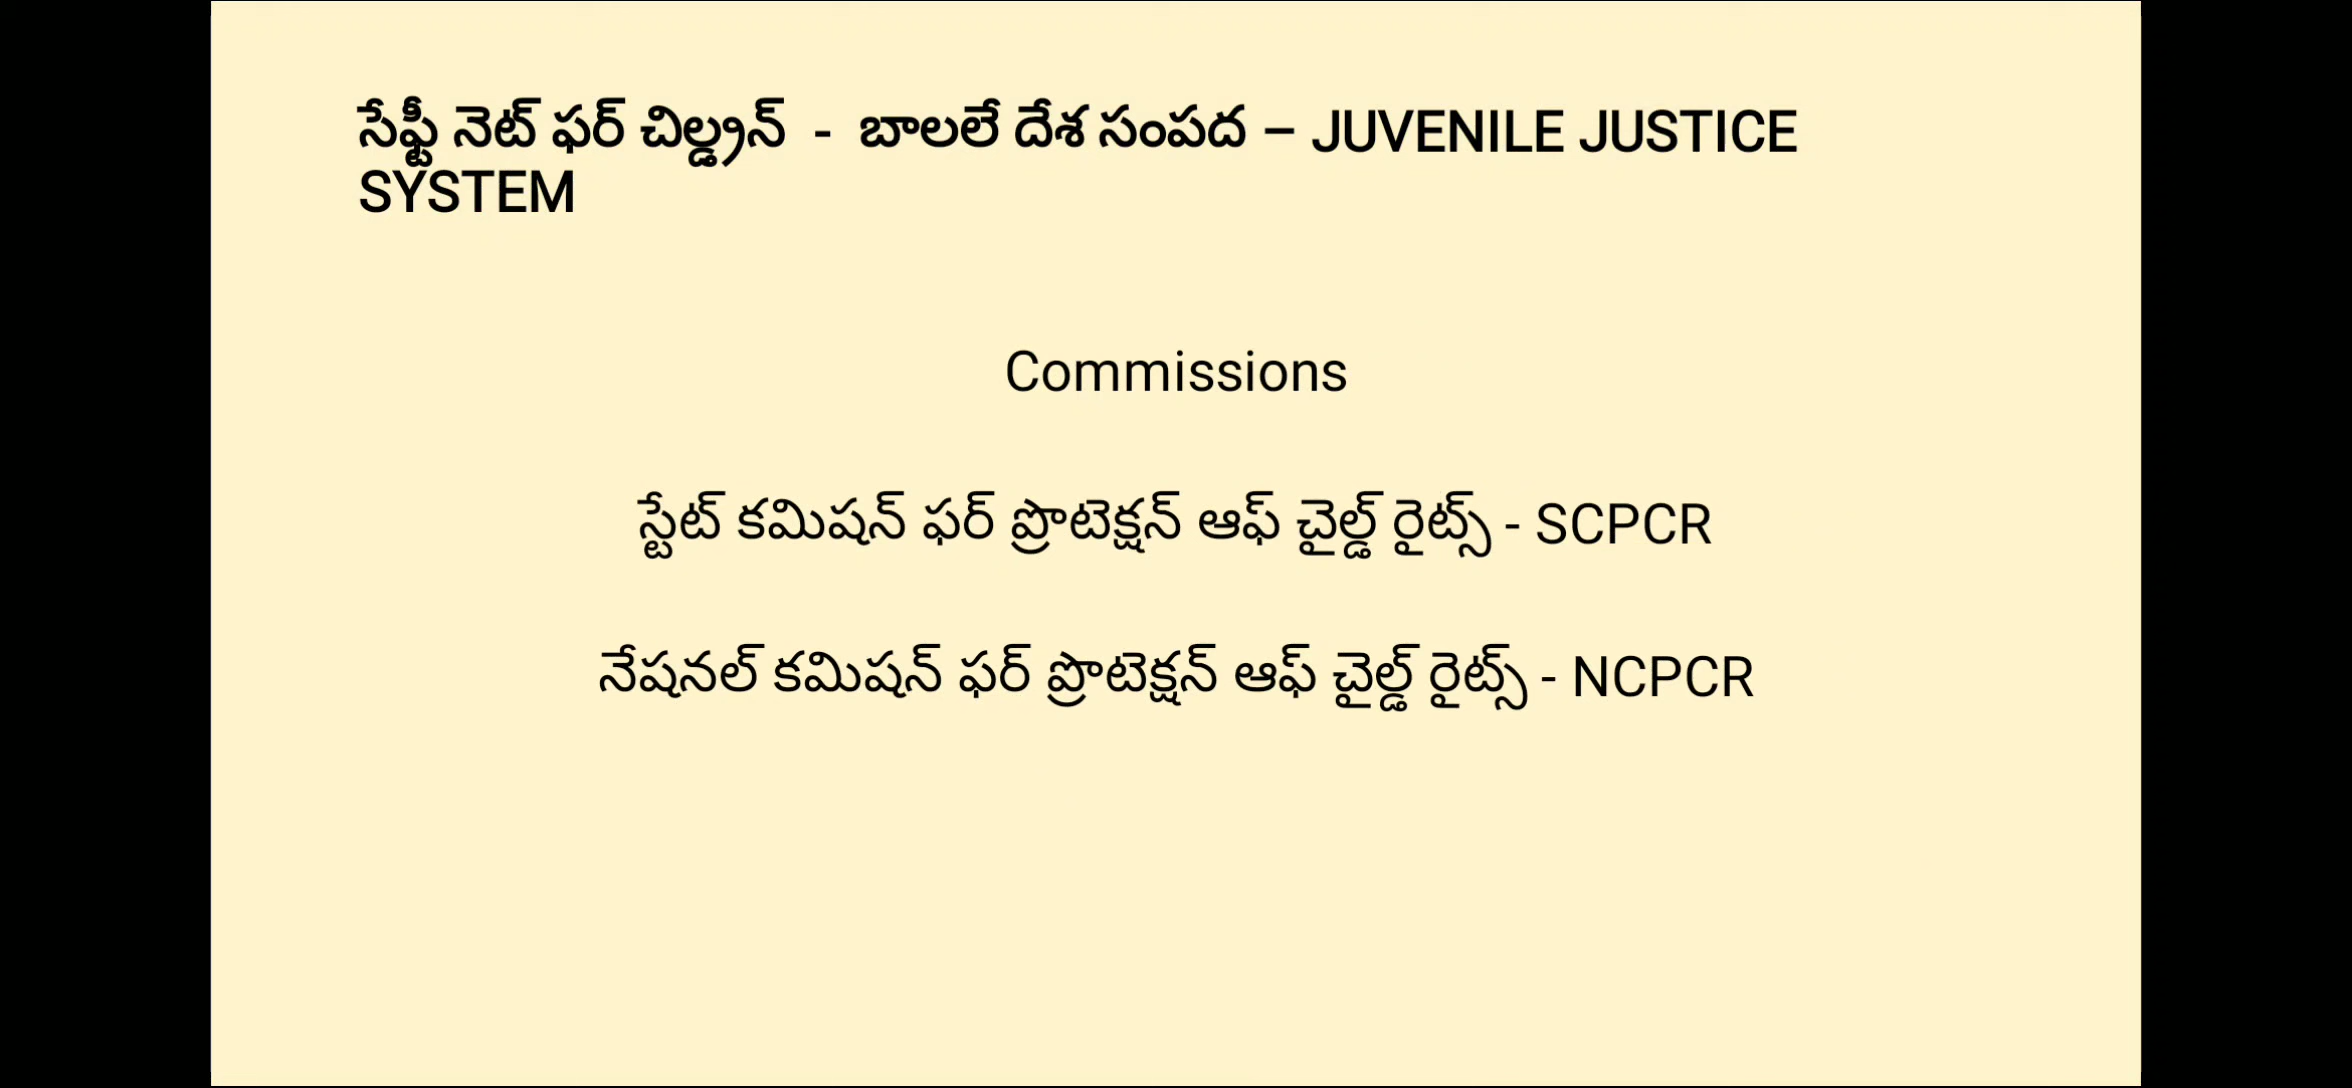 సేఫ్టీ నెట్ ఫర్ చిల్డ్రన్ - బాలలే దేశ సంపద – JUVENILE JUSTICE
SYSTEM
Commissions
స్టేట్ కమిషన్ ఫర్ ప్రొటెక్షన్ ఆఫ్ చైల్డ్ రైట్స్ - SCPCR
నేషనల్ కమిషన్ ఫర్ ప్రొటెక్షన్ ఆఫ్ చైల్డ్ రైట్స్ - NCPCR